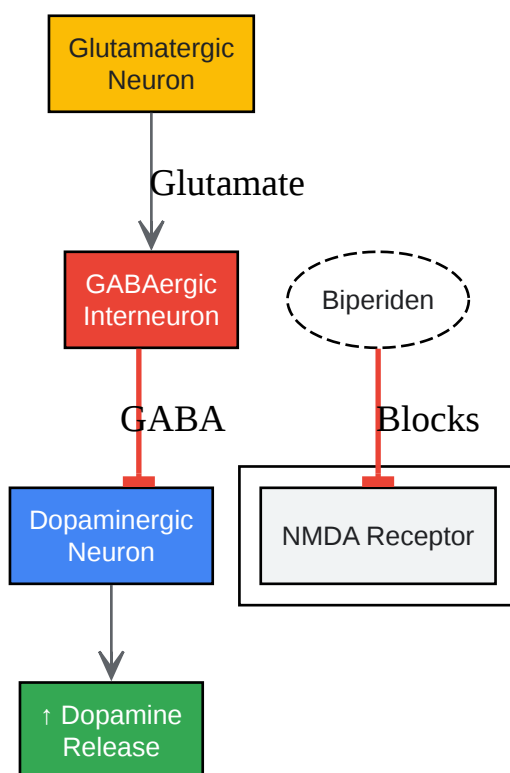 Glutamatergic
Neuron
Glutamate
GABAergic
Interneuron
Biperiden
GABA
Blocks
Dopaminergic
Neuron
NMDA Receptor
↑ Dopamine
Release